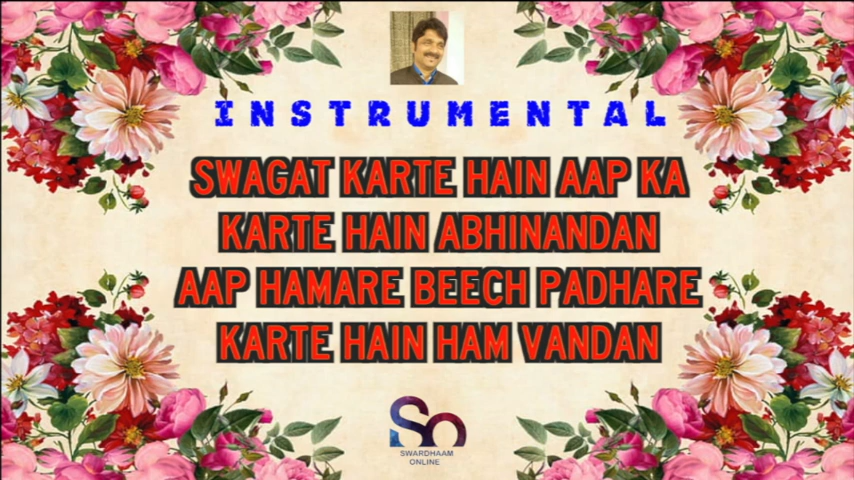 INSTRUMENTAL
SWAGAT KARTE HAIN AAP KA
KARTE HAIN ABHINANDAN
AAP HAMARE BEECH PADHARE
KARTE HAIN HAM VANDAN
So
SWARDHAAM
ONLINE